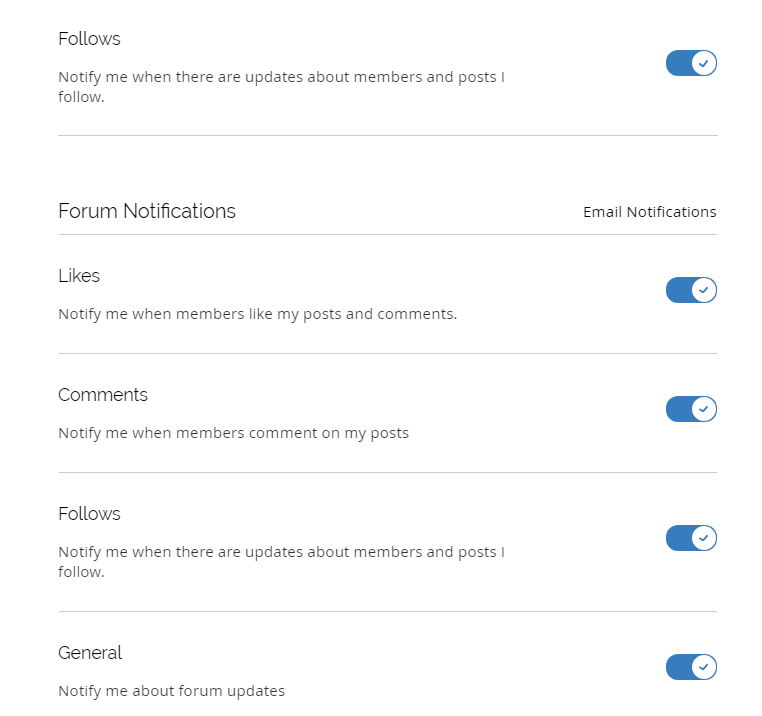 Follows
Notify me when there are updates about members and posts I
follow.
Forum Notifications
Email Notifications
Likes
Notify me when members like my posts and comments.
Comments
Notify me when members comment on my posts
Follows
Notify me when there are updates about members and posts I
follow.
General
Notify me about forum updates